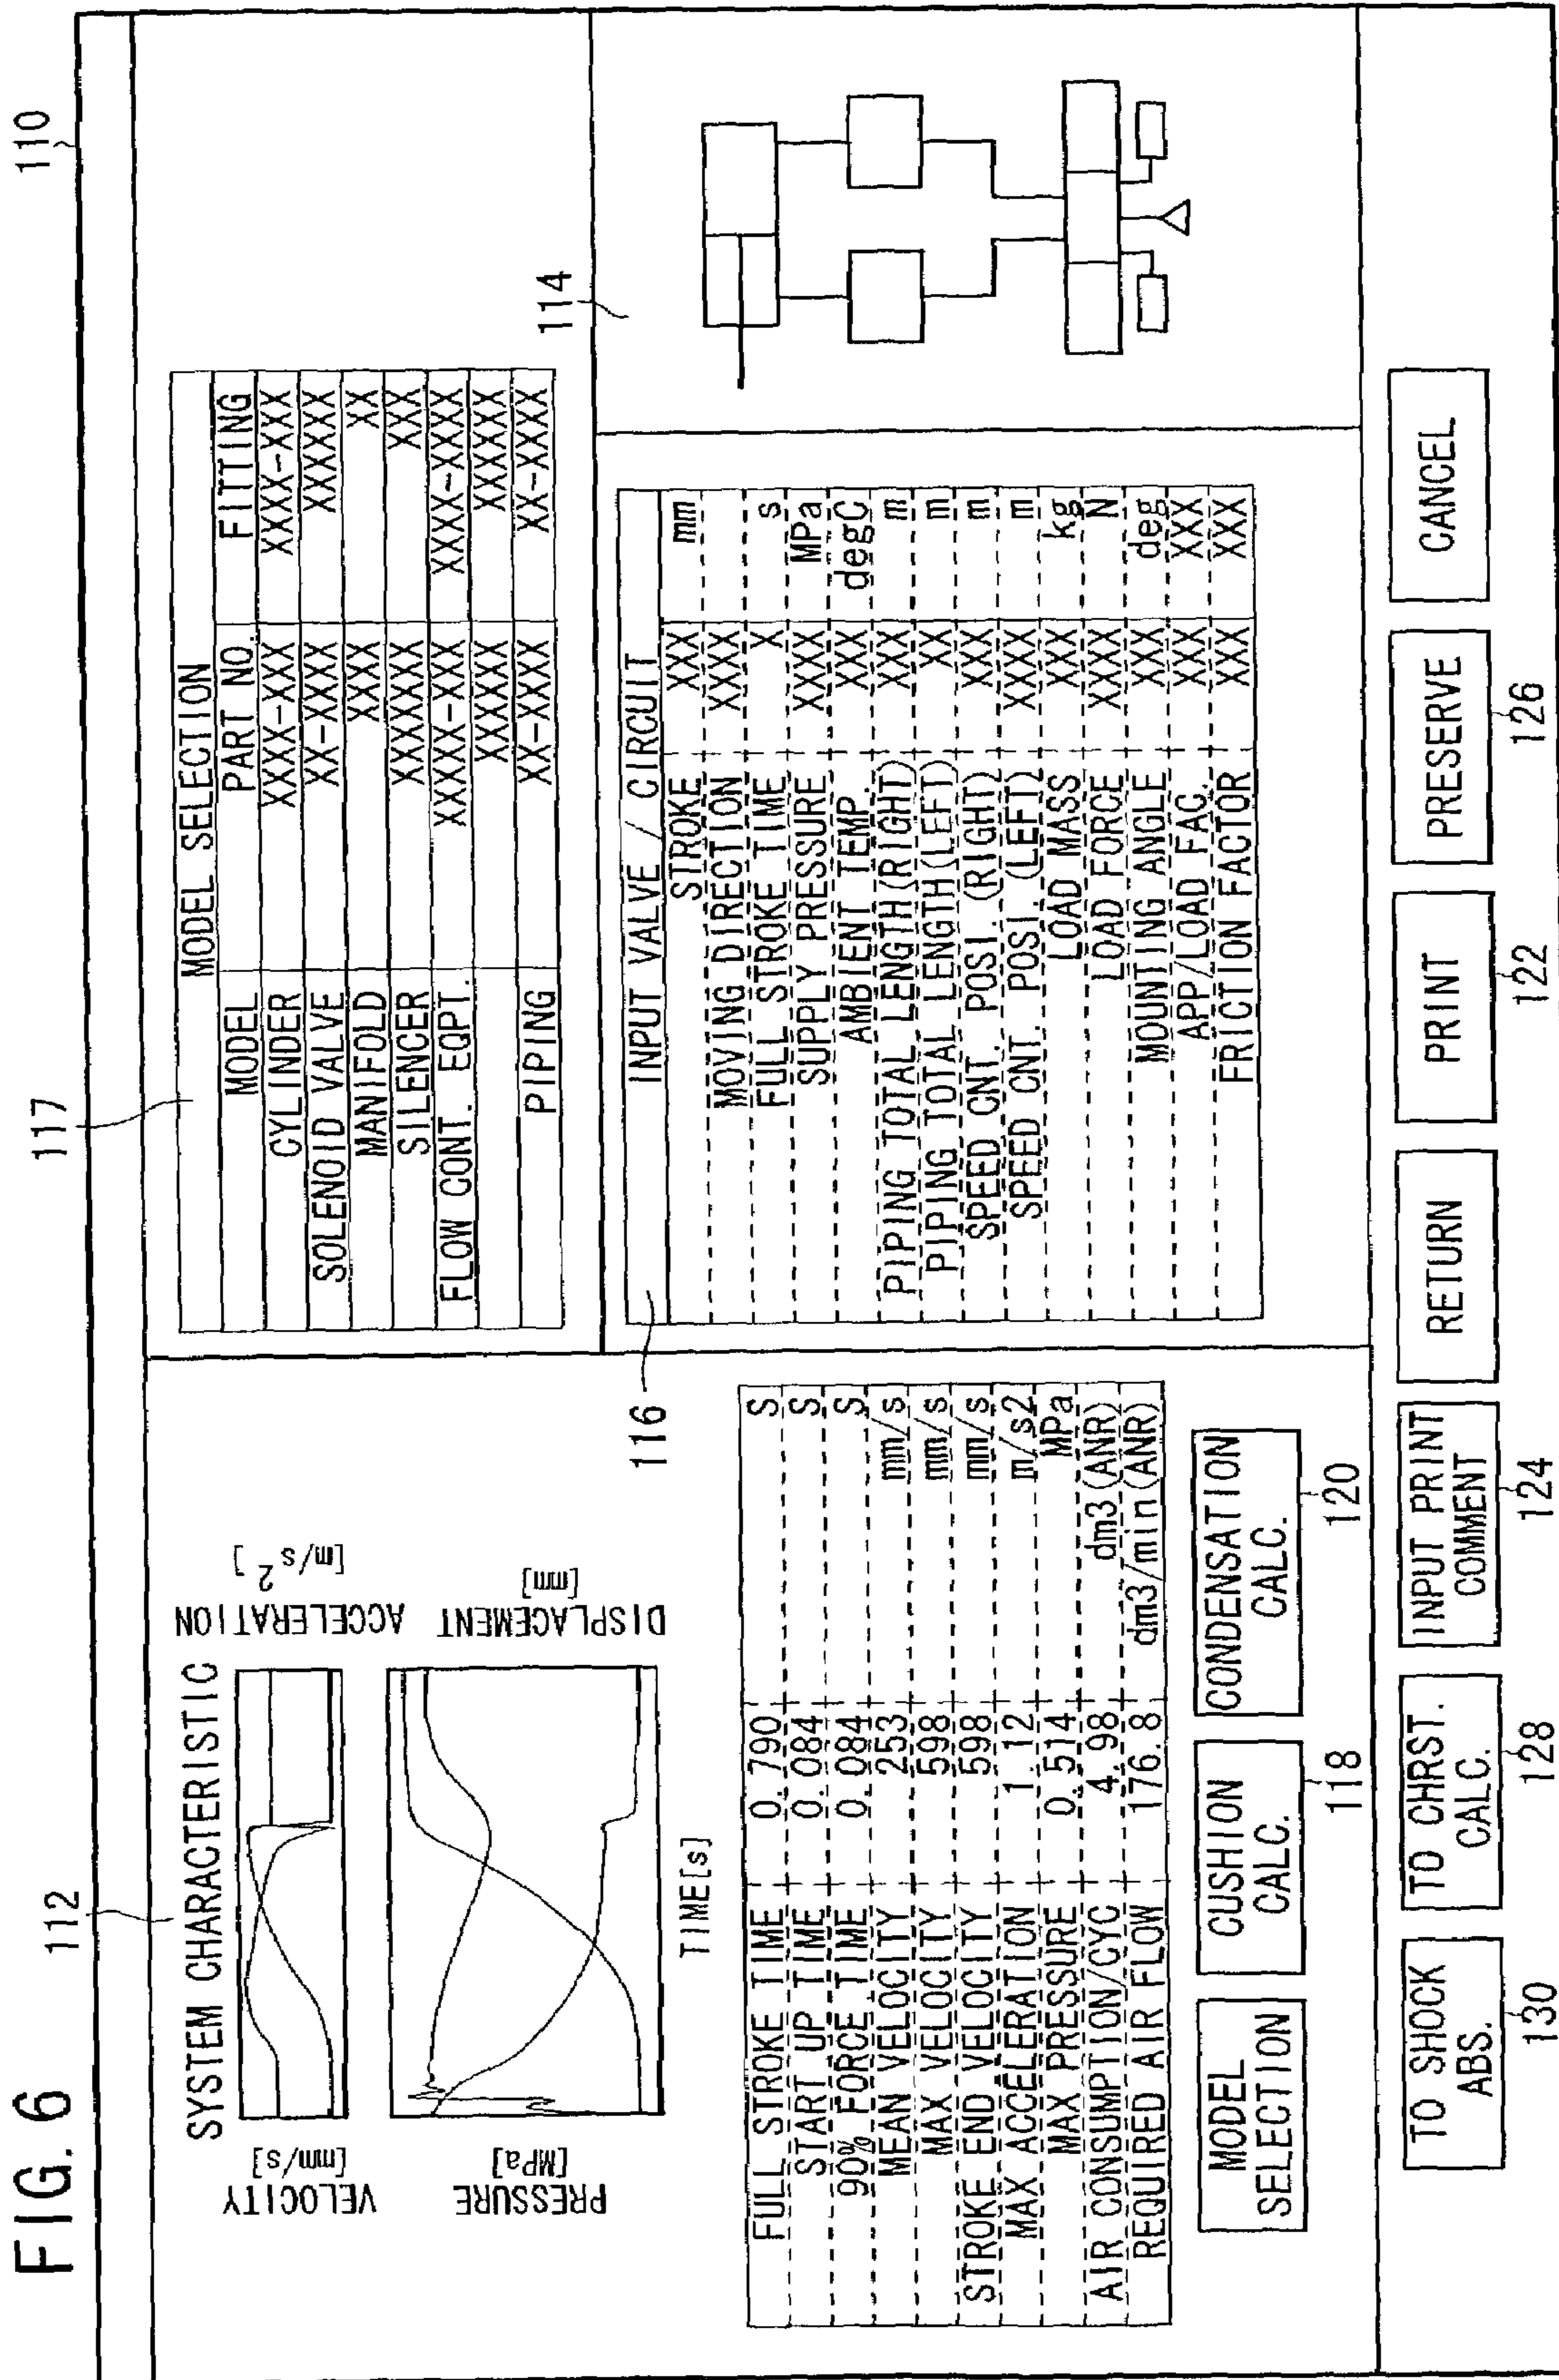 FIG. 6
110
112
SYSTEM CHARACTERISTIC
VELOCITY
[mm/s]
ACCELERATION
[m/s2]
PRESSURE
[MPa]
DISPLACEMENT
[mm]
TIME[s]
FULL STROKE TIME 0.790 S
START UP TIME 0.084 S
90% FORCE TIME 0.084 S
MEAN VELOCITY 253 mm/s
MAX VELOCITY 598 mm/s
STROKE END VELOCITY 598 mm/s
MAX ACCELERATION 1.12 m/s2
MAX PRESSURE 0.514 MPa
AIR CONSUMPTION/CYC 4.98 dm3(ANR)
REQUIRED AIR FLOW 176.8 dm3/min(ANR)
MODEL
SELECTION
CUSHION
CALC.
118
CONDENSATION
CALC.
120
117
MODEL SELECTION
MODEL PART NO. FITTING
CYLINDER XXXX-XXX XXXX-XXX
SOLENOID VALVE XX-XXXX XXXXXX
MANIFOLD XXX XX
SILENCER XXXXXX XXX
FLOW CONT. EQPT. XXXXX-XXX XXXX-XXXX
XXXXX XXXXX
PIPING XX-XXXX XX-XXXX
116
INPUT VALVE / CIRCUIT
STROKE XXX mm
MOVING DIRECTION XXXX
FULL STROKE TIME X s
SUPPLY PRESSURE XXXX MPa
AMBIENT TEMP. XXX degC
PIPING TOTAL LENGTH(RIGHT) XXX m
PIPING TOTAL LENGTH(LEFT) XX m
SPEED CNT. POSI.(RIGHT) XXX m
SPEED CNT. POSI.(LEFT) XXXX m
LOAD MASS XXX kg
LOAD FORCE XXXX N
MOUNTING ANGLE XXX deg
APP/LOAD FAC. XXX XXX
FRICTION FACTOR XXX XXX
114
TO SHOCK
ABS.
130
TO CHRST.
CALC.
128
INPUT PRINT
COMMENT
124
RETURN
PRINT
122
PRESERVE
126
CANCEL